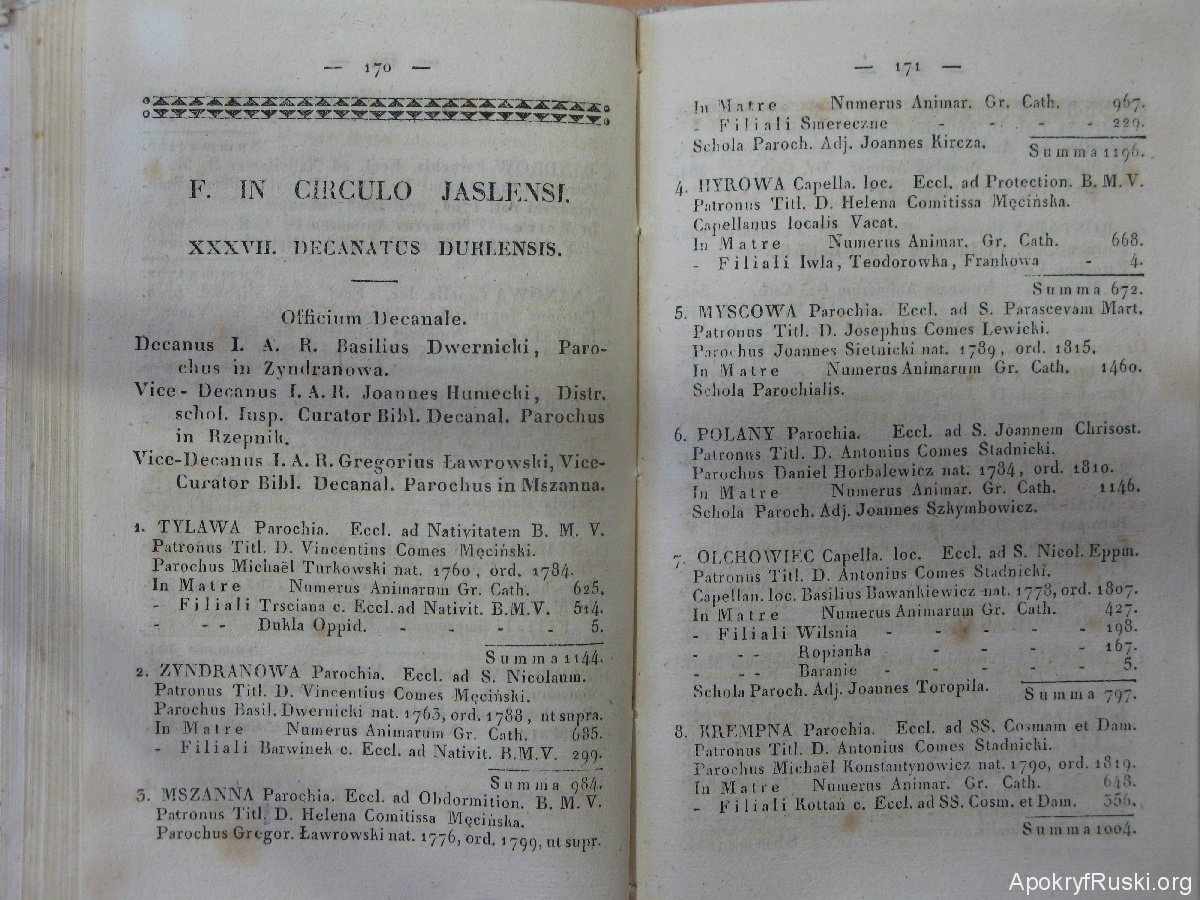 — 170 —
F. IN CIRCULO JASLENSI.
XXXVII. DECANATUS DUKLENSIS.
Officium Decanale.
Decanus I. A. R. Basilius Dwernicki, Paro-
chus in Zyndranowa.
Vice- Decanus I. A. R. Joannes Humecki, Distr.
schol. Insp. Curator Bibl. Decanal. Parochus
in Rzepnik.
Vice-Decanus I. A. R. Gregorius Ławrowski, Vice-
Curator Bibl. Decanal. Parochus in Mszanna.
1. TYLAWA Parochia. Eccl. ad Nativitatem B. M. V.
Patronus Titl. D. Vincentius Comes Męciński.
Parochus Michaël Turkowski nat. 1760, ord. 1784.
In Matre Numerus Animarum Gr. Cath. 625.
- Filiali Trsciana c. Eccl. ad Nativit. B.M.V. 514.
- - - Dukla Oppid. - - - - 5.
Summa 1144.
2. ZYNDRANOWA Parochia. Eccl. ad S. Nicolaum.
Patronus Titl. D. Vincentius Comes Męciński.
Parochus Basil. Dwernicki nat. 1763, ord. 1788, ut supra.
In Matre Numerus Animarum Gr. Cath. 685.
- Filiali Barwinek c. Eccl. ad Nativit. B.M.V. 299.
Summa 984.
3. MSZANNA Parochia. Eccl. ad Obdormition. B. M. V.
Patronus Titl. D. Helena Comitissa Męcińska.
Parochus Gregor. Ławrowski nat. 1776, ord. 1799, ut supr.
— 171 —
In Matre Numerus Animar. Gr. Cath. 967.
- Filiali Smereczne - - - - 229.
Schola Paroch. Adj. Joannes Kircza.
Summa 1196.
4. HYROWA Capella. loc. Eccl. ad Protection. B. M. V.
Patronus Titl. D. Helena Comitissa Męcińska.
Capellanus localis Vacat.
In Matre Numerus Animar. Gr. Cath. 668.
- Filiali Iwla, Teodorowka, Frankowa - 4.
Summa 672.
5. MYSCOWA Parochia. Eccl. ad S. Parascevam Mart.
Patronus Titl. D. Josephus Comes Lewicki.
Parochus Joannes Sietnicki nat. 1789, ord. 1815.
In Matre Numerus Animarum Gr. Cath. 1460.
Schola Parochialis.
6. POLANY Parochia. Eccl. ad S. Joannem Chrisost.
Patronus Titl. D. Antonius Comes Stadnicki.
Parochus Daniel Horbalewicz nat. 1784, ord. 1810.
In Matre Numerus Animar. Gr. Cath. 1146.
Schola Paroch. Adj. Joannes Szkymbowicz.
7. OLCHOWIEC Capella. loc. Eccl. ad S. Nicol. Eppm.
Patronus Titl. D. Antonius Comes Stadnicki.
Capellan. loc. Basilius Bawankiewicz nat. 1778, ord. 1807.
In Matre Numerus Animarum Gr. Cath. 427.
- Filiali Wilsnia - - - - - 198.
- - - Ropianka - - - - 167.
- - - Baranie - - - - - 5.
Schola Paroch. Adj. Joannes Toropila.
Summa 797.
8. KREMPNA Parochia. Eccl. ad SS. Cosmam et Dam.
Patronus Titl. D. Antonius Comes Stadnicki.
Parochus Michaël Konstantynowicz nat. 1790, ord. 1819.
In Matre Numerus Animar. Gr. Cath. 648.
- Filiali Kottań c. Eccl. ad SS. Cosm. et Dam. 356.
Summa 1004.
ApokryfRuski.org